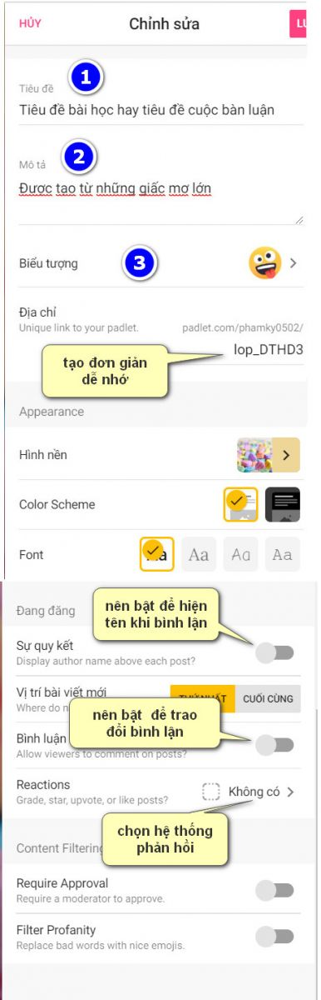 HỦY
Chỉnh sửa
LU
1
Tiêu đề
Tiêu đề bài học hay tiêu đề cuộc bàn luận
2
Mô tả
Được tạo từ những giấc mơ lớn
3
Biểu tượng
Địa chỉ
Unique link to your padlet.
padlet.com/phamky0502/
lop_DTHD3
tạo đơn giản
dễ nhớ
Appearance
Hình nền
Color Scheme
Font
Aa Aa Aa Aa
Đang đăng
nên bật để hiện
tên khi bình lận
Sự quy kết
Display author name above each post?
Vị trí bài viết mới
THỨ NHẤT
CUỐI CÙNG
Where do n
nên bật để trao
đổi bình lận
Bình luận
Allow viewers to comment on posts?
Reactions
Grade, star, upvote, or like posts?
Không có
chọn hệ thống
phản hồi
Content Filtering
Require Approval
Require a moderator to approve.
Filter Profanity
Replace bad words with nice emojis.